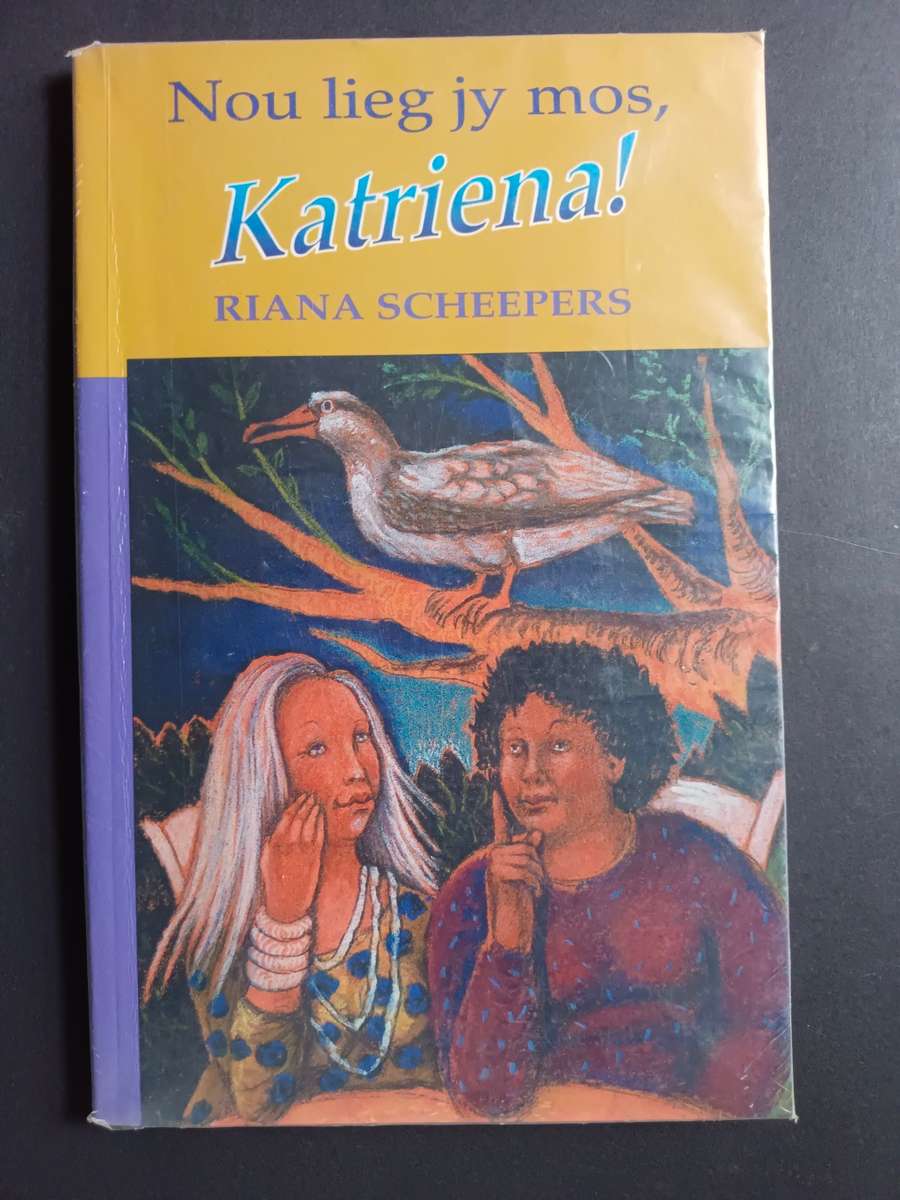 Nou lieg jy mos,
Katriena!
RIANA SCHEEPERS